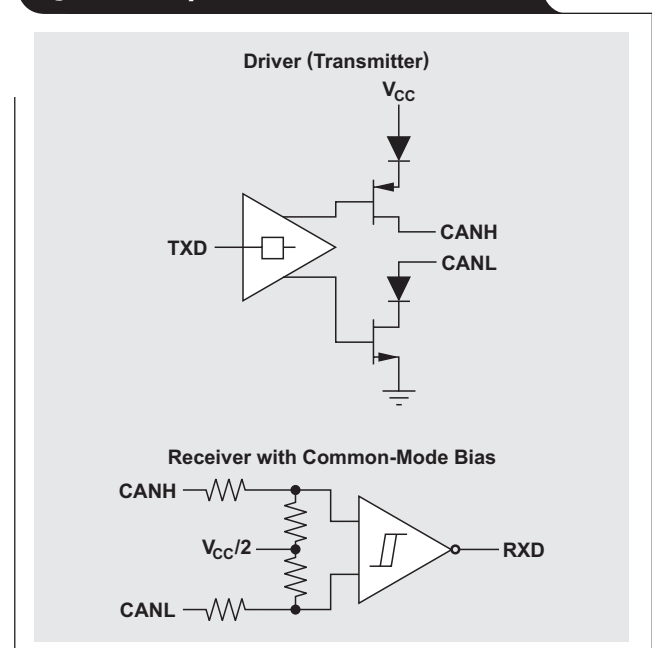 Driver (Transmitter)
VCC
TXD
CANH
CANL
Receiver with Common-Mode Bias
CANH
VCC/2
RXD
CANL